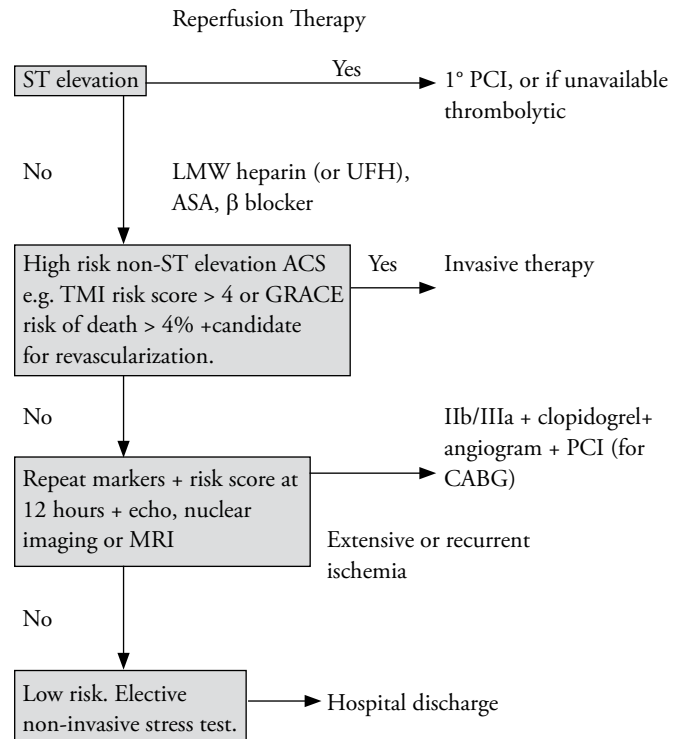 Reperfusion Therapy
ST elevation
Yes
1° PCI, or if unavailable
thrombolytic
No
LMW heparin (or UFH),
ASA, β blocker
High risk non-ST elevation ACS
e.g. TMI risk score > 4 or GRACE
risk of death > 4% +candidate
for revascularization.
Yes
Invasive therapy
No
IIb/IIIa + clopidogrel+
angiogram + PCI (for
CABG)
Repeat markers + risk score at
12 hours + echo, nuclear
imaging or MRI
Extensive or recurrent
ischemia
No
Low risk. Elective
non-invasive stress test.
Hospital discharge